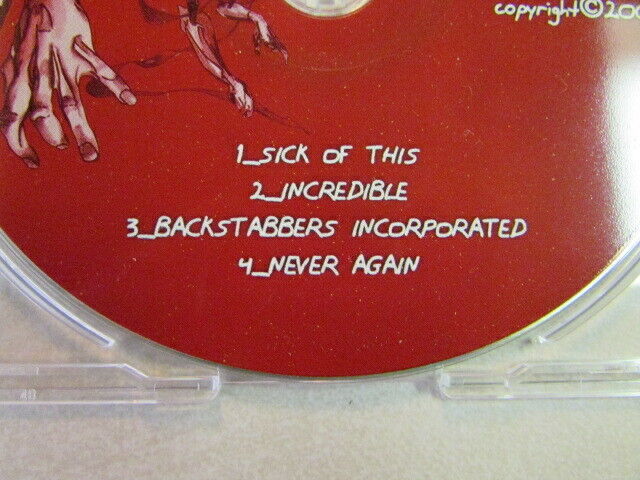 copyright©200
1_SICK OF THIS
2_INCREDIBLE
3_BACKSTABBERS INCORPORATED
4_NEVER AGAIN